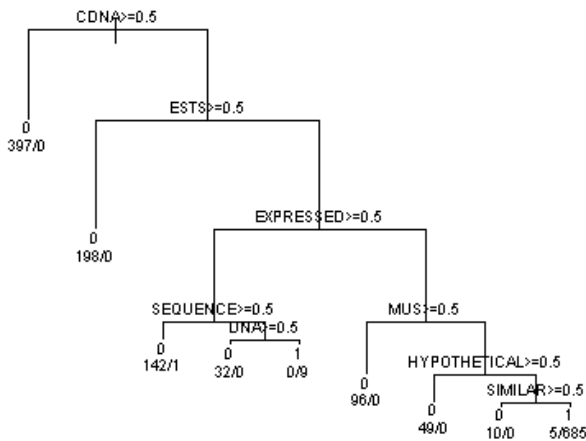 CDNA>=0.5
ESTS>=0.5
0
397/0
EXPRESSED>=0.5
0
198/0
SEQUENCE>=0.5
MUS>=0.5
DNA>=0.5
0
142/1
0
32/0
1
0/9
HYPOTHETICAL>=0.5
0
96/0
SIMILAR>=0.5
0
49/0
0
10/0
1
5/685